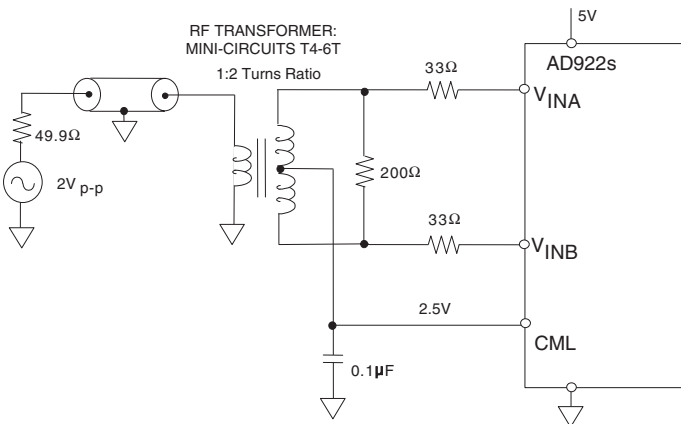 RF TRANSFORMER:
MINI-CIRCUITS T4-6T
1:2 Turns Ratio
5V
AD922s
33Ω
VINA
49.9Ω
2V p-p
200Ω
33Ω
VINB
2.5V
CML
0.1µF